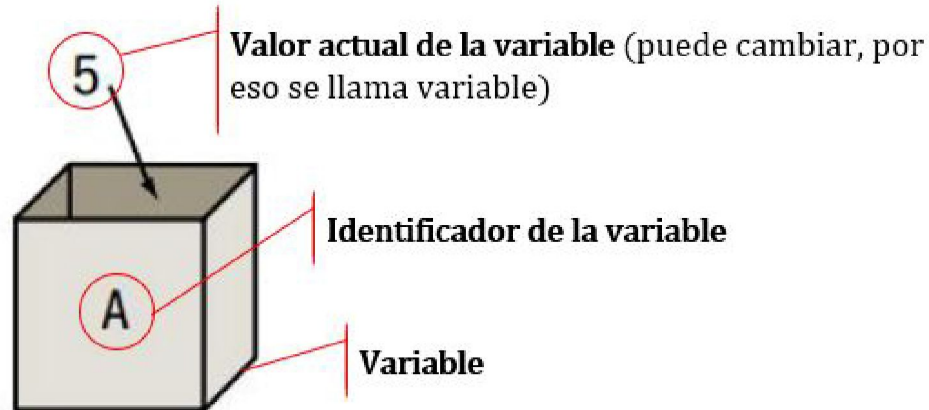 5
Valor actual de la variable (puede cambiar, por
eso se llama variable)
Identificador de la variable
A
Variable